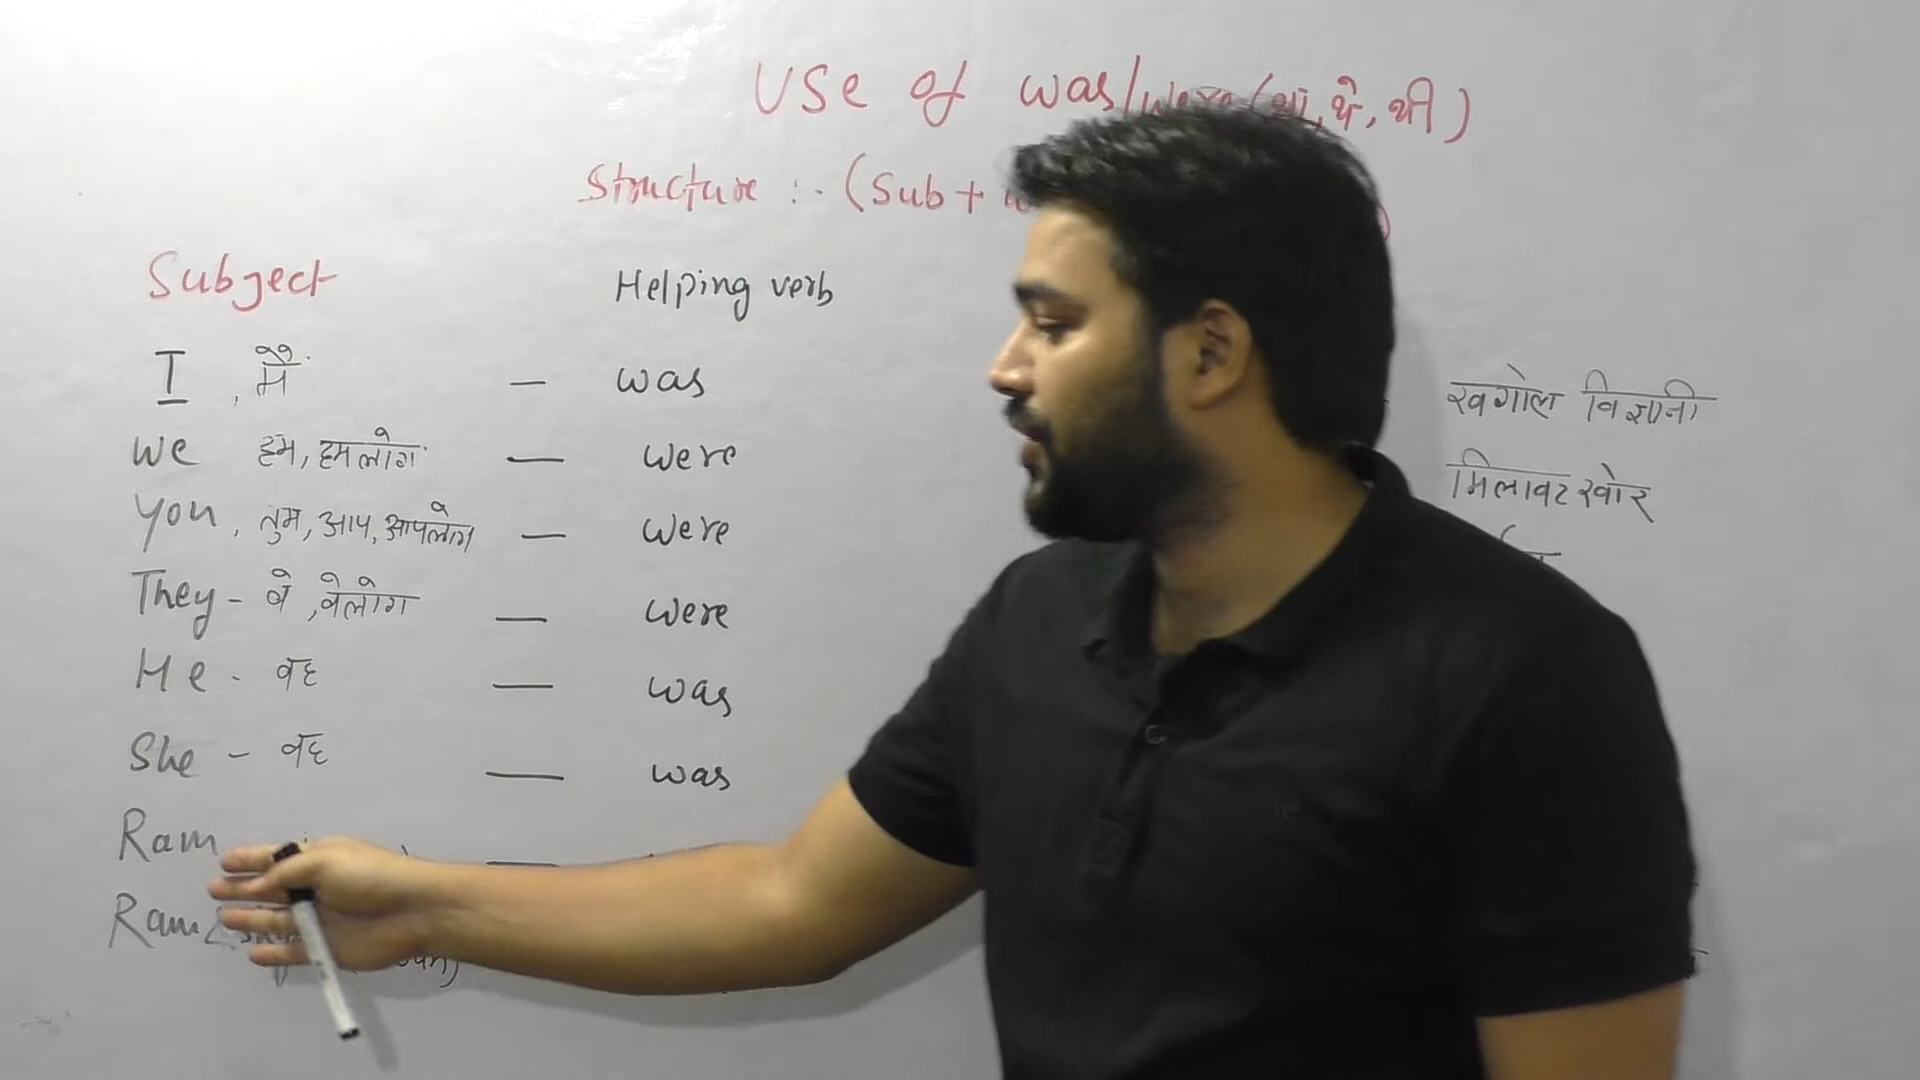 Use of was/were (था, थे, थी)
Structure :- (Sub +
Subject
Helping verb
I , मैं — was
We हम, हमलोग — were
You , तुम, आप, आपलोग — were
They - वे , वेलोग — were
He - वह — was
She - वह — was
Ram —
Ram
खगोल विज्ञानी
मिलावटखोर